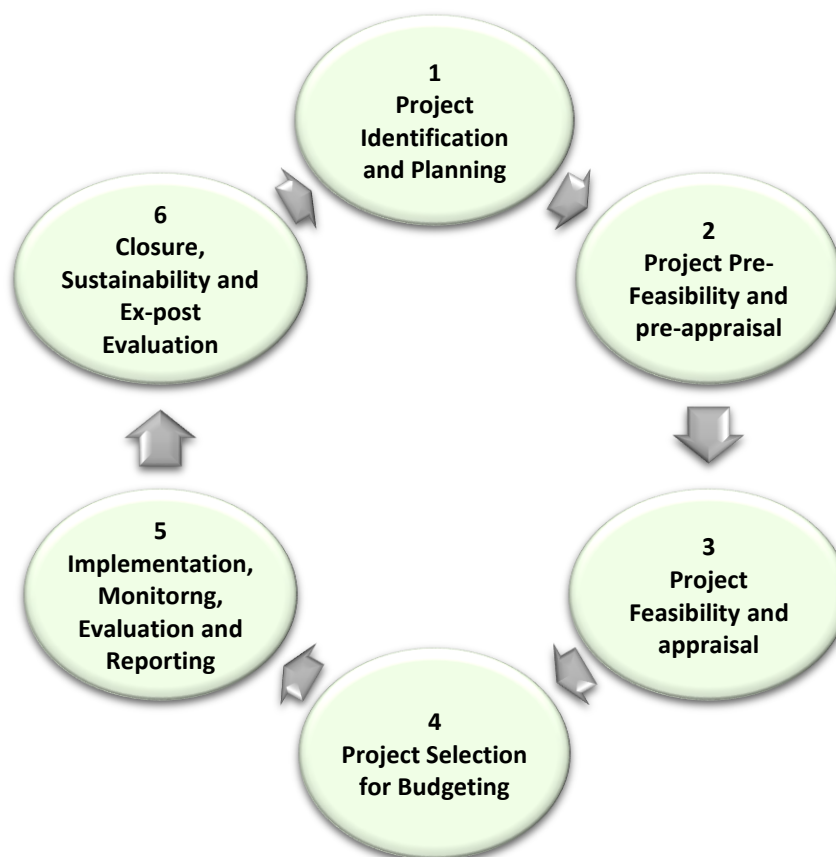 1
Project
Identification
and Planning
2
Project Pre-
Feasibility and
pre-appraisal
3
Project
Feasibility and
appraisal
4
Project Selection
for Budgeting
5
Implementation,
Monitorng,
Evaluation and
Reporting
6
Closure,
Sustainability and
Ex-post
Evaluation